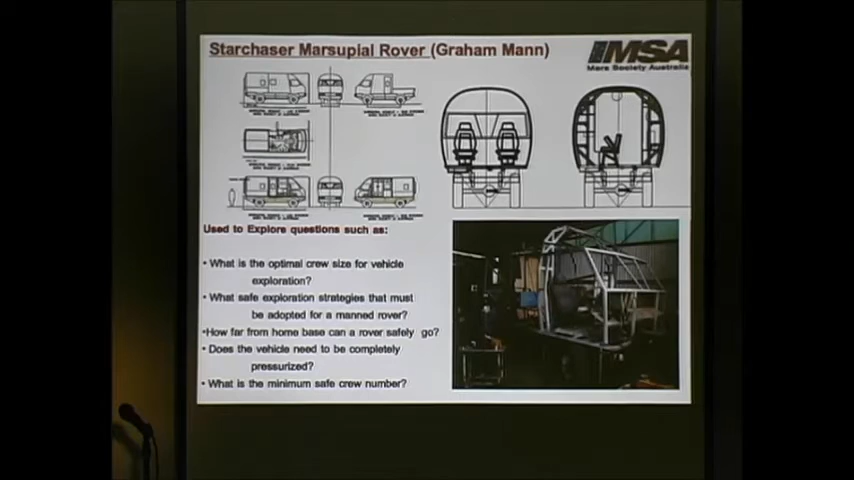 Starchaser Marsupial Rover (Graham Mann)
MSA
Mars Society Australia
Used to Explore questions such as:
• What is the optimal crew size for vehicle
exploration?
• What safe exploration strategies that must
be adopted for a manned rover?
•How far from home base can a rover safely go?
• Does the vehicle need to be completely
pressurized?
• What is the minimum safe crew number?